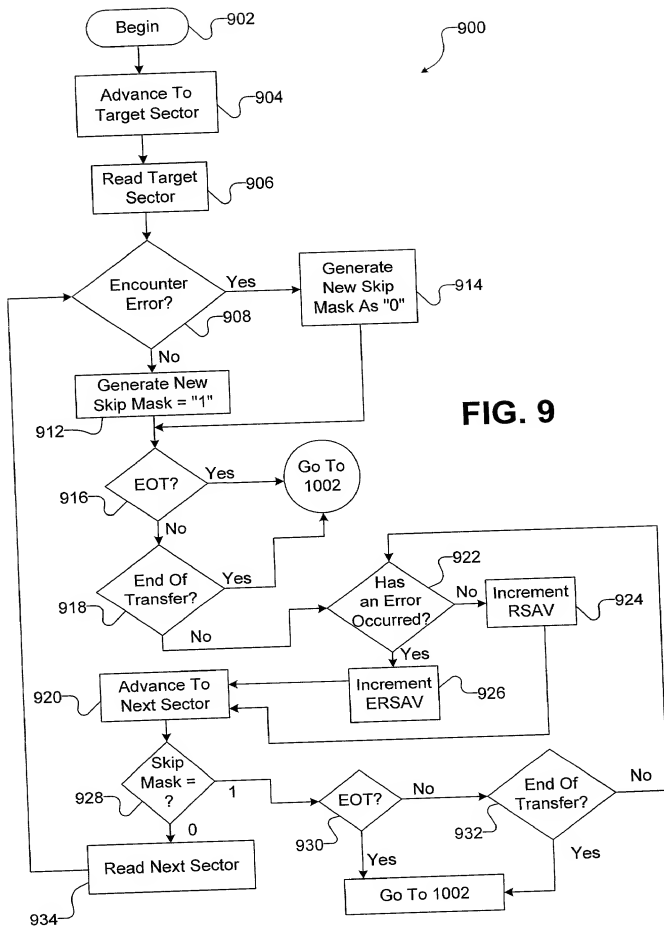 Begin
902
900
Advance To
Target Sector
904
Read Target
Sector
906
Encounter
Error?
908
Yes
Generate
New Skip
Mask As "0"
914
No
Generate New
Skip Mask = "1"
912
FIG. 9
EOT?
916
Yes
Go To
1002
No
End Of
Transfer?
918
Yes
No
Has
an Error
Occurred?
922
No
Increment
RSAV
924
Yes
Increment
ERSAV
926
920
Advance To
Next Sector
Skip
Mask =
?
928
1
0
EOT?
930
No
Yes
End Of
Transfer?
932
No
Yes
Read Next Sector
934
Go To 1002